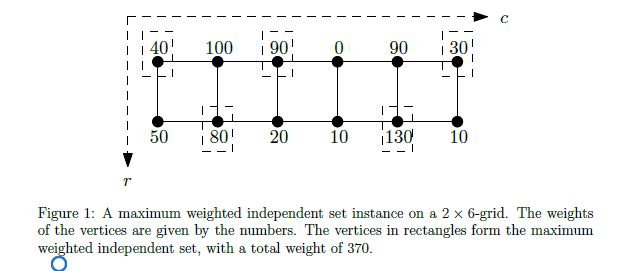 c
40 100 90 0 90 30
50 80 20 10 130 10
r
Figure 1: A maximum weighted independent set instance on a 2 × 6-grid. The weights
of the vertices are given by the numbers. The vertices in rectangles form the maximum
weighted independent set, with a total weight of 370.